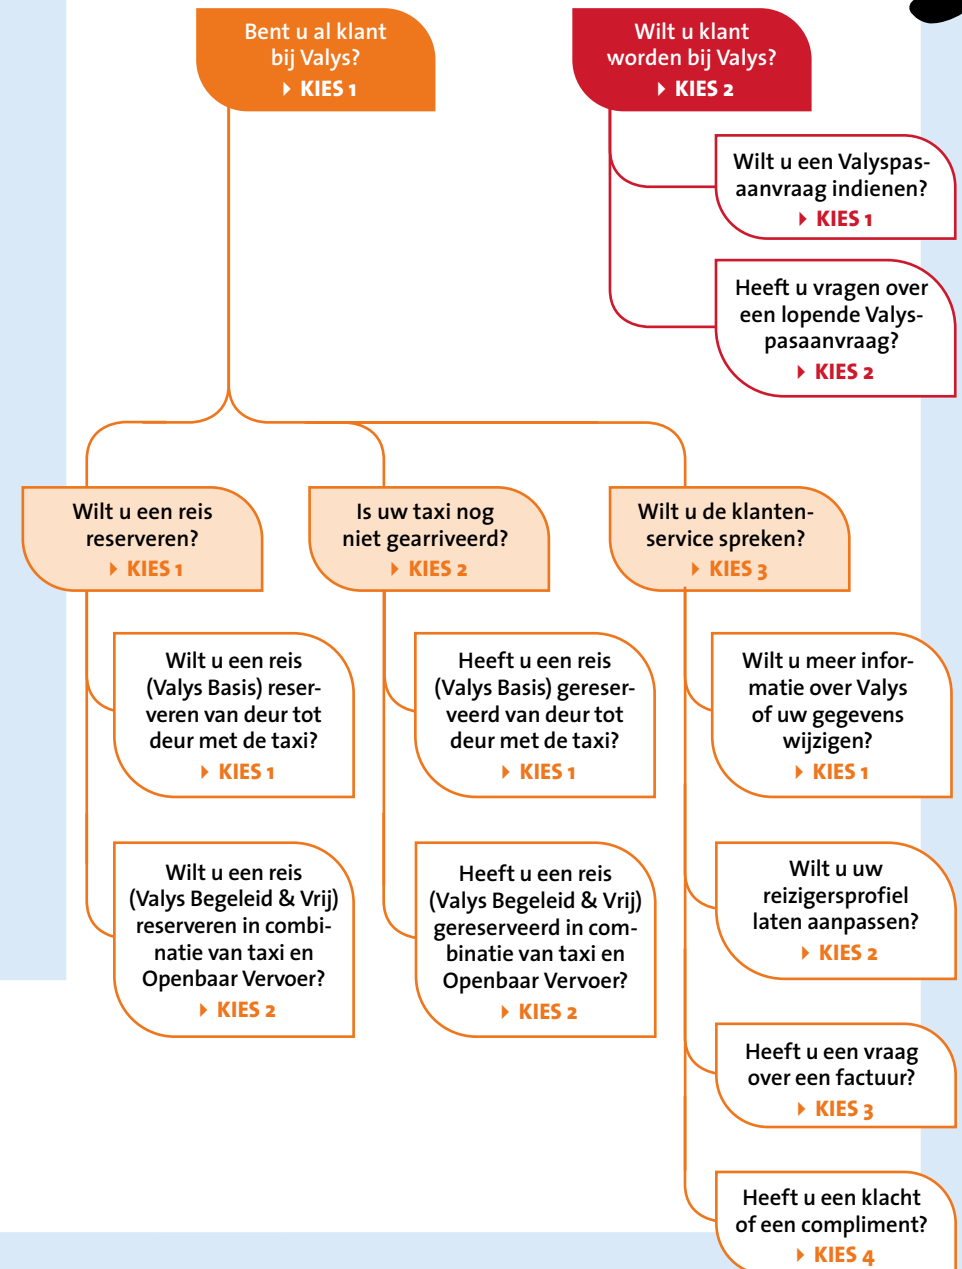 Bent u al klant
bij Valys?
KIES 1
Wilt u klant
worden bij Valys?
KIES 2
Wilt u een Valyspas-
aanvraag indienen?
KIES 1
Heeft u vragen over
een lopende Valys-
pasaanvraag?
KIES 2
Wilt u een reis
reserveren?
KIES 1
Is uw taxi nog
niet gearriveerd?
KIES 2
Wilt u de klanten-
service spreken?
KIES 3
Wilt u een reis
(Valys Basis) reser-
veren van deur tot
deur met de taxi?
KIES 1
Heeft u een reis
(Valys Basis) gereser-
veerd van deur tot
deur met de taxi?
KIES 1
Wilt u meer infor-
matie over Valys
of uw gegevens
wijzigen?
KIES 1
Wilt u een reis
(Valys Begeleid & Vrij)
reserveren in combi-
natie van taxi en
Openbaar Vervoer?
KIES 2
Heeft u een reis
(Valys Begeleid & Vrij)
gereserveerd in com-
binatie van taxi en
Openbaar Vervoer?
KIES 2
Wilt u uw
reizigersprofiel
laten aanpassen?
KIES 2
Heeft u een vraag
over een factuur?
KIES 3
Heeft u een klacht
of een compliment?
KIES 4